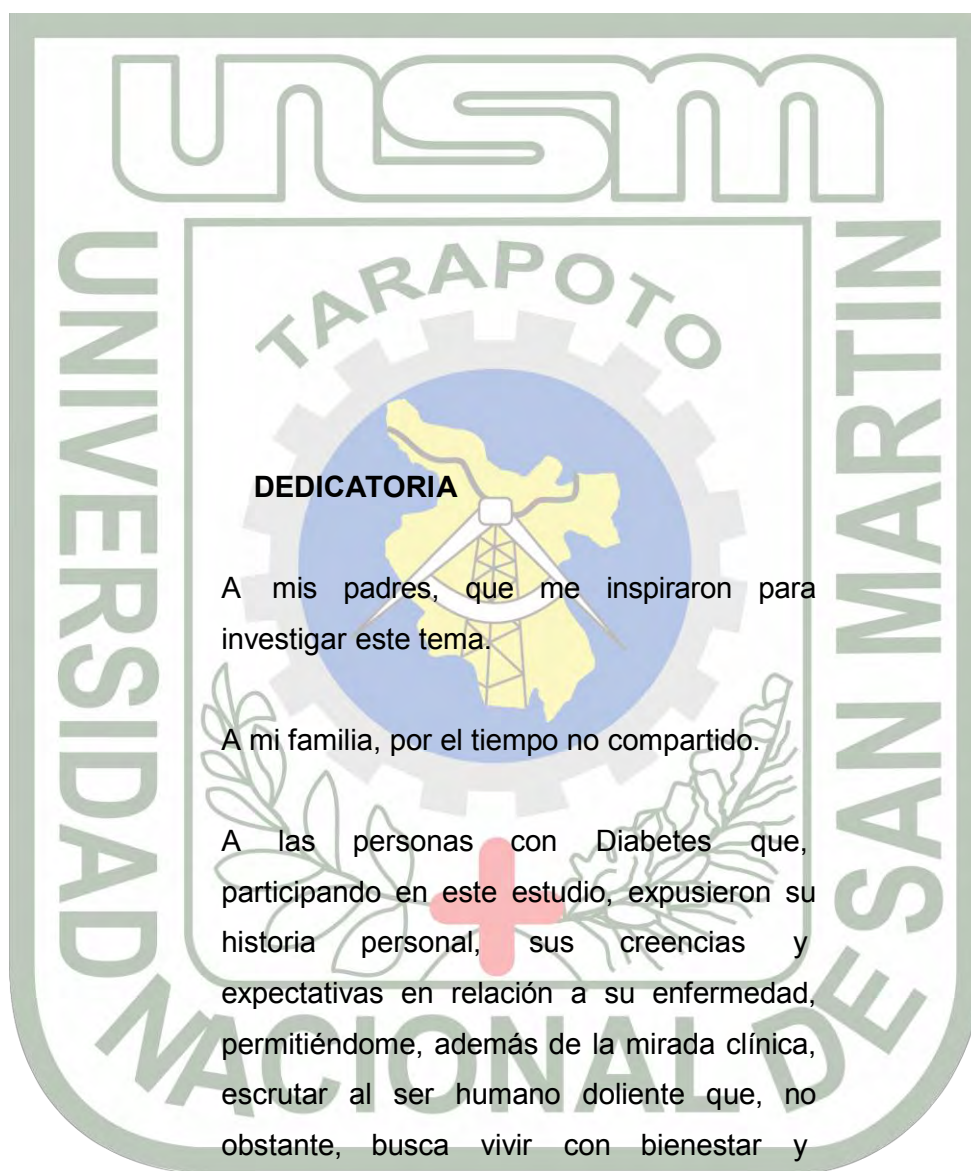 unsm
TARAPOTO
UNIVERSIDAD NACIONAL DE SAN MARTIN
DEDICATORIA
A mis padres, que me inspiraron para
investigar este tema.
A mi familia, por el tiempo no compartido.
A las personas con Diabetes que,
participando en este estudio, expusieron su
historia personal, sus creencias y
expectativas en relación a su enfermedad,
permitiéndome, además de la mirada clínica,
escrutar al ser humano doliente que, no
obstante, busca vivir con bienestar y